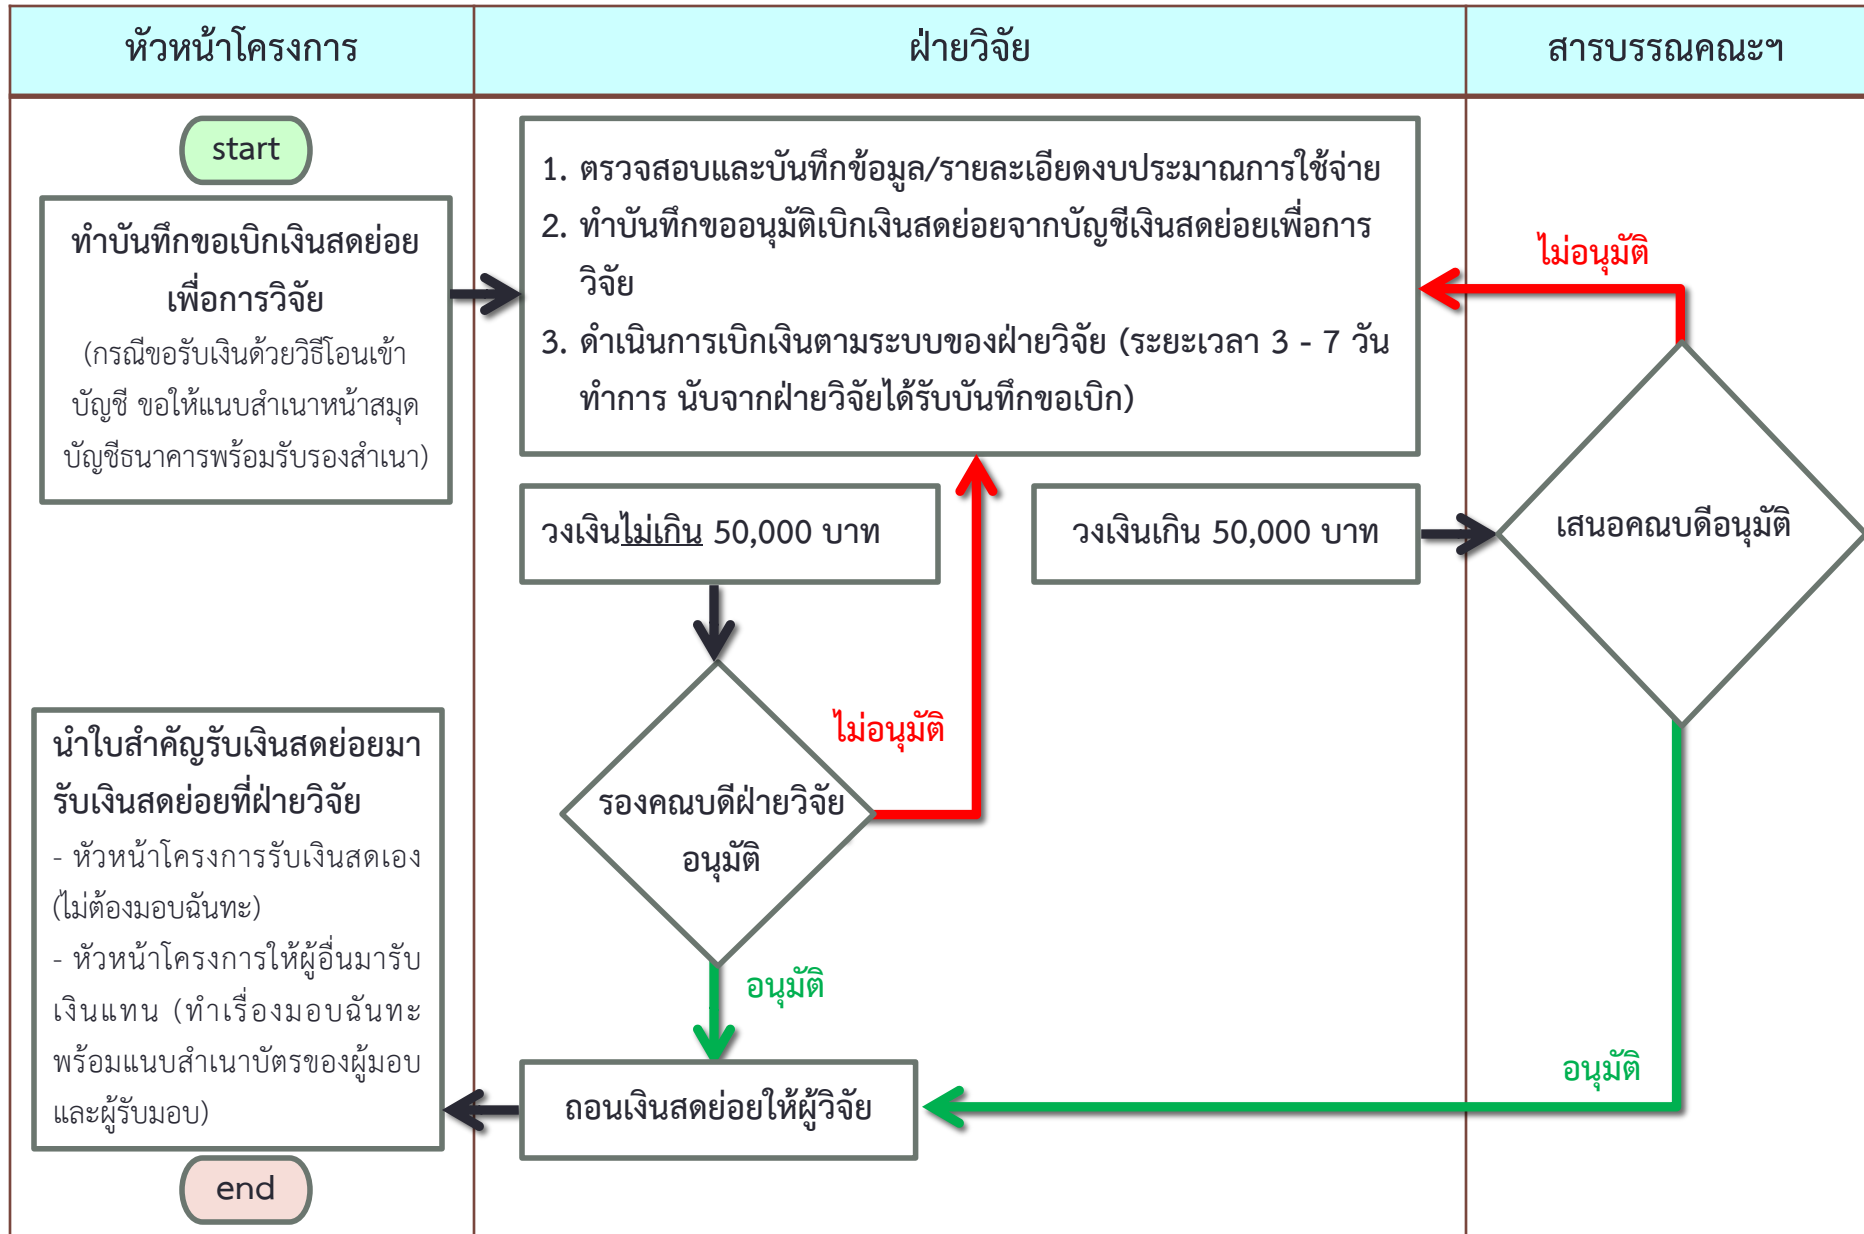 หัวหน้าโครงการ
ฝ่ายวิจัย
สารบรรณคณะฯ
start
ทำบันทึกขอเบิกเงินสดย่อย
เพื่อการวิจัย
(กรณีขอรับเงินด้วยวิธีโอนเข้า
บัญชี ขอให้แนบสำเนาหน้าสมุด
บัญชีธนาคารพร้อมรับรองสำเนา)
1. ตรวจสอบและบันทึกข้อมูล/รายละเอียดงบประมาณการใช้จ่าย
2. ทำบันทึกขออนุมัติเบิกเงินสดย่อยจากบัญชีเงินสดย่อยเพื่อการ
วิจัย
3. ดำเนินการเบิกเงินตามระบบของฝ่ายวิจัย (ระยะเวลา 3 - 7 วัน
ทำการ นับจากฝ่ายวิจัยได้รับบันทึกขอเบิก)
ไม่อนุมัติ
วงเงินไม่เกิน 50,000 บาท
วงเงินเกิน 50,000 บาท
เสนอคณบดีอนุมัติ
ไม่อนุมัติ
รองคณบดีฝ่ายวิจัย
อนุมัติ
อนุมัติ
อนุมัติ
ถอนเงินสดย่อยให้ผู้วิจัย
นำใบสำคัญรับเงินสดย่อยมา
รับเงินสดย่อยที่ฝ่ายวิจัย
- หัวหน้าโครงการรับเงินสดเอง
(ไม่ต้องมอบฉันทะ)
- หัวหน้าโครงการให้ผู้อื่นมารับ
เงินแทน (ทำเรื่องมอบฉันทะ
พร้อมแนบสำเนาบัตรของผู้มอบ
และผู้รับมอบ)
end